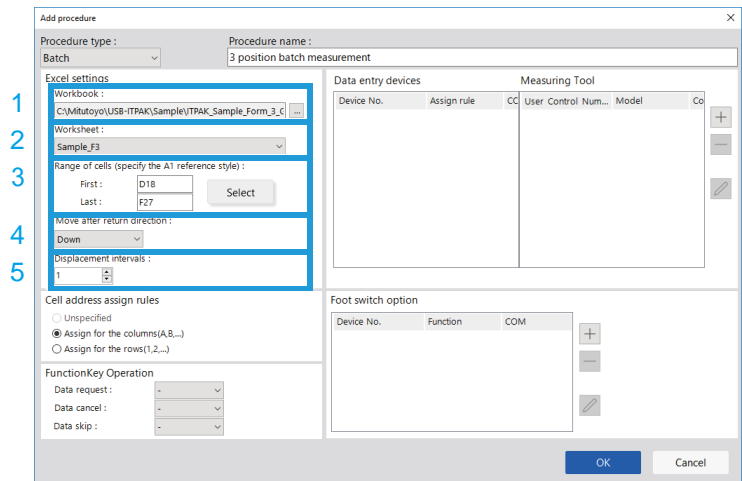 Add procedure
Procedure type : Procedure name :
Batch 3 position batch measurement
Excel settings
1 Workbook :
C:\Mitutoyo\USB-ITPAK\Sample\ITPAK_Sample_Form_3_C ...
2 Worksheet :
Sample_F3
3 Range of cells (specify the A1 reference style) :
First : D18
Last : F27
Select
4 Move after return direction :
Down
5 Displacement intervals :
1
Cell address assign rules
Unspecified
Assign for the columns(A,B,...)
Assign for the rows(1,2,...)
FunctionKey Operation
Data request : -
Data cancel : -
Data skip : -
Data entry devices Measuring Tool
Device No. Assign rule CC User Control Num... Model Co
Foot switch option
Device No. Function COM
OK Cancel